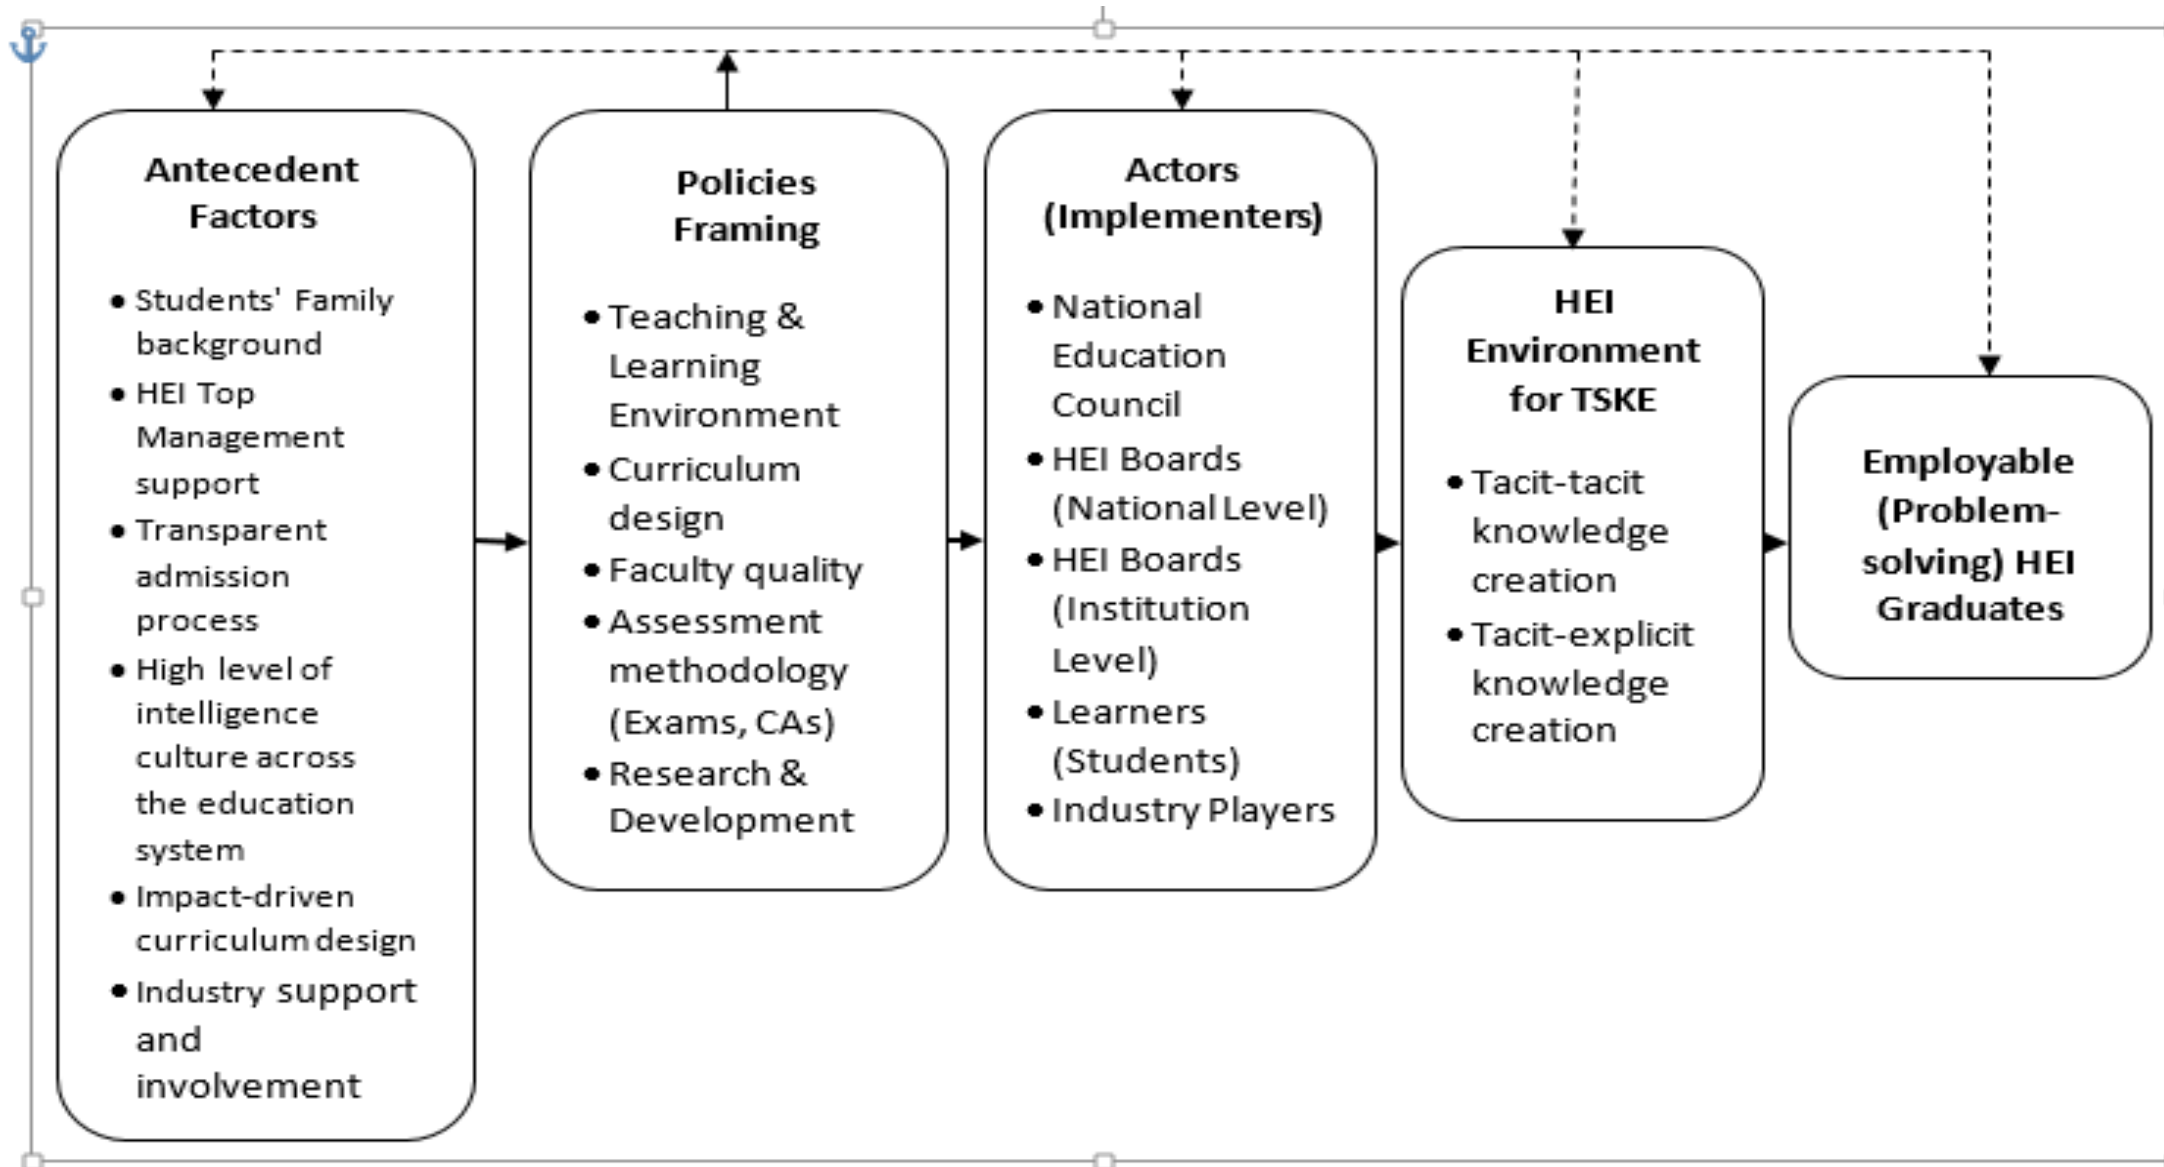 Antecedent
Factors
• Students' Family
background
• HEI Top
Management
support
• Transparent
admission
process
• High level of
intelligence
culture across
the education
system
• Impact-driven
curriculum design
• Industry support
and
involvement
Policies
Framing
• Teaching &
Learning
Environment
• Curriculum
design
• Faculty quality
• Assessment
methodology
(Exams, CAs)
• Research &
Development
Actors
(Implementers)
• National
Education
Council
• HEI Boards
(National Level)
• HEI Boards
(Institution
Level)
• Learners
(Students)
• Industry Players
HEI
Environment
for TSKE
• Tacit-tacit
knowledge
creation
• Tacit-explicit
knowledge
creation
Employable
(Problem-
solving) HEI
Graduates